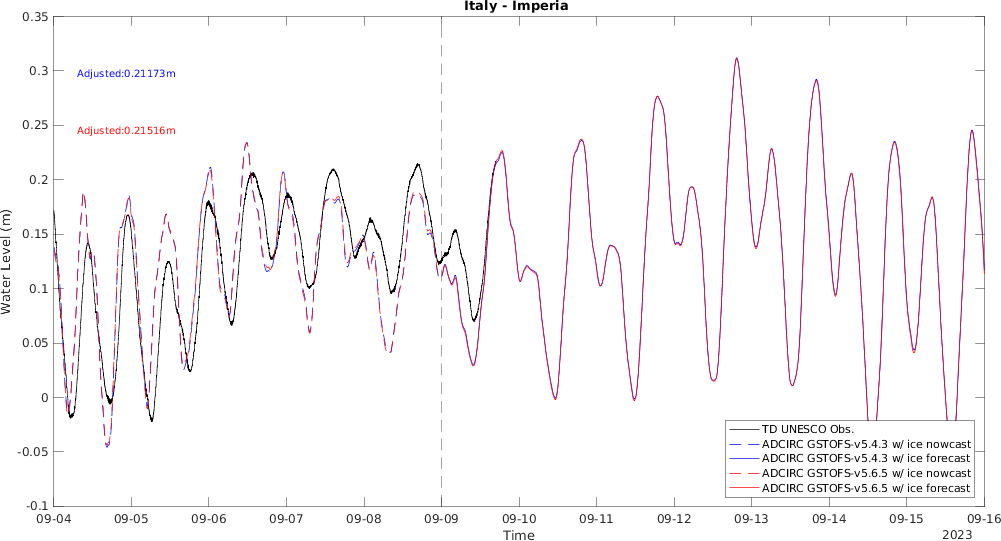 Italy - Imperia
0.35
0.3
0.25
0.2
0.15
0.1
0.05
0
-0.05
-0.1
Water Level (m)
Adjusted:0.21173m
Adjusted:0.21516m
TD UNESCO Obs.
ADCIRC GSTOFS-v5.4.3 w/ ice nowcast
ADCIRC GSTOFS-v5.4.3 w/ ice forecast
ADCIRC GSTOFS-v5.6.5 w/ ice nowcast
ADCIRC GSTOFS-v5.6.5 w/ ice forecast
09-04 09-05 09-06 09-07 09-08 09-09 09-10 09-11 09-12 09-13 09-14 09-15 09-16
Time
2023